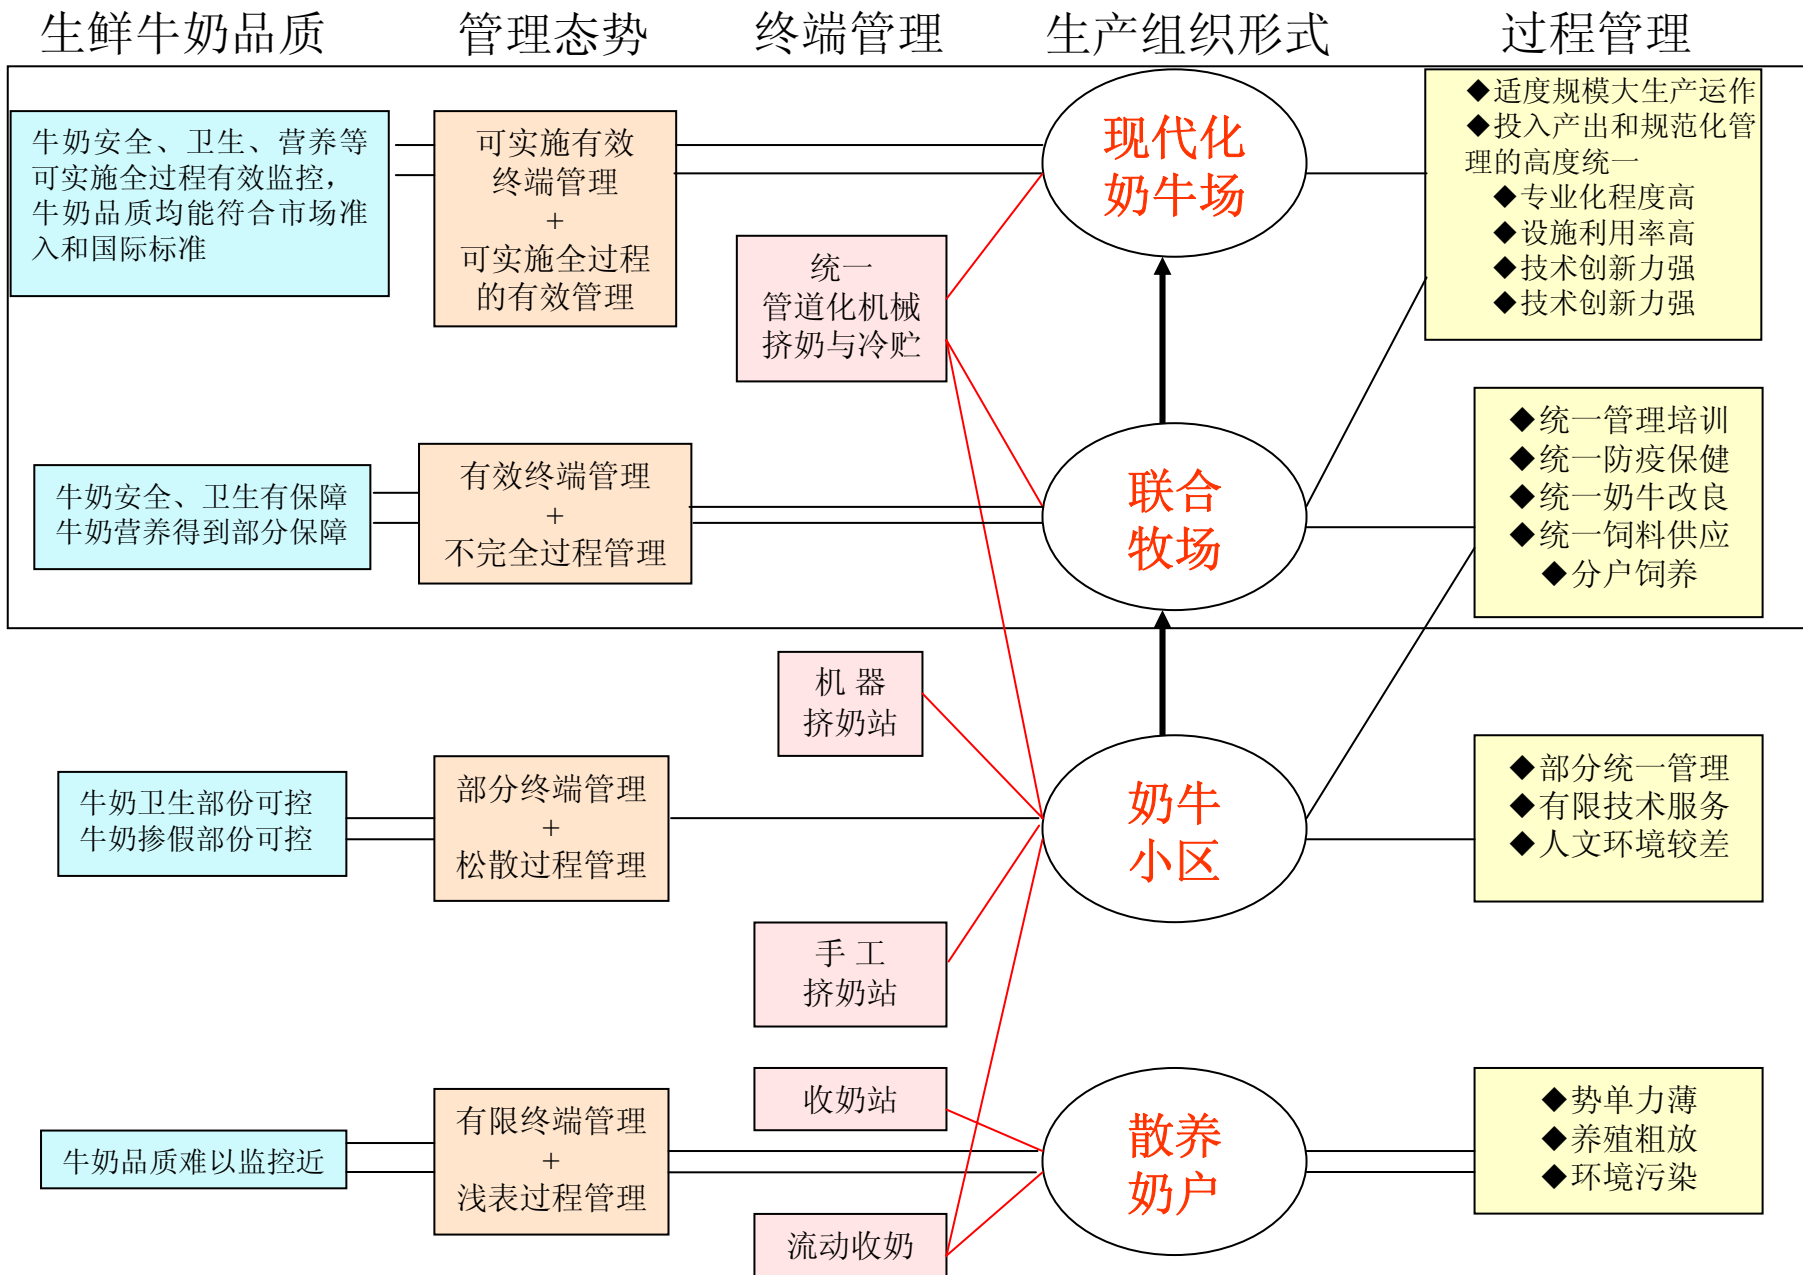 生鲜牛奶品质
管理态势
终端管理
生产组织形式
过程管理
牛奶安全、卫生、营养等
可实施全过程有效监控，
牛奶品质均能符合市场准
入和国际标准
可实施有效
终端管理
+
可实施全过程
的有效管理
统一
管道化机械
挤奶与冷贮
现代化
奶牛场
◆适度规模大生产运作
◆投入产出和规范化管
理的高度统一
◆专业化程度高
◆设施利用率高
◆技术创新力强
◆技术创新力强
牛奶安全、卫生有保障
牛奶营养得到部分保障
有效终端管理
+
不完全过程管理
联合
牧场
◆统一管理培训
◆统一防疫保健
◆统一奶牛改良
◆统一饲料供应
◆分户饲养
机 器
挤奶站
牛奶卫生部份可控
牛奶掺假部份可控
部分终端管理
+
松散过程管理
奶牛
小区
◆部分统一管理
◆有限技术服务
◆人文环境较差
手 工
挤奶站
收奶站
牛奶品质难以监控近
有限终端管理
+
浅表过程管理
流动收奶
散养
奶户
◆势单力薄
◆养殖粗放
◆环境污染